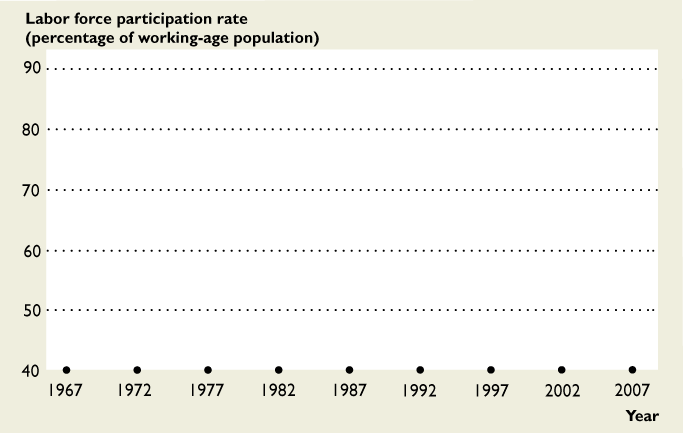 Labor force participation rate
(percentage of working-age population)
90
80
70
60
50
40
1967 1972 1977 1982 1987 1992 1997 2002 2007
Year